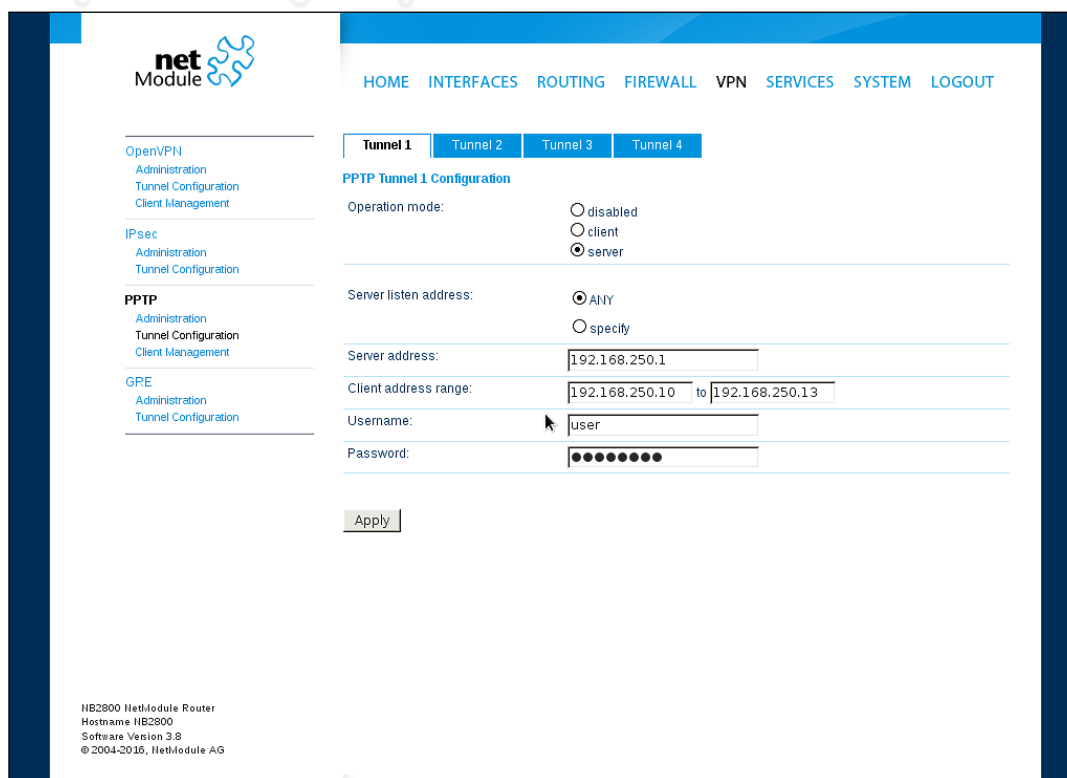 net
Module
HOME INTERFACES ROUTING FIREWALL VPN SERVICES SYSTEM LOGOUT
OpenVPN
Administration
Tunnel Configuration
Client Management
IPsec
Administration
Tunnel Configuration
PPTP
Administration
Tunnel Configuration
Client Management
GRE
Administration
Tunnel Configuration
Tunnel 1 Tunnel 2 Tunnel 3 Tunnel 4
PPTP Tunnel 1 Configuration
Operation mode:
disabled
client
server
Server listen address:
ANY
specify
Server address: 192.168.250.1
Client address range: 192.168.250.10 to 192.168.250.13
Username: user
Password: ●●●●●●●●
Apply
NB2800 NetModule Router
Hostname NB2800
Software Version 3.8
© 2004-2016, NetModule AG